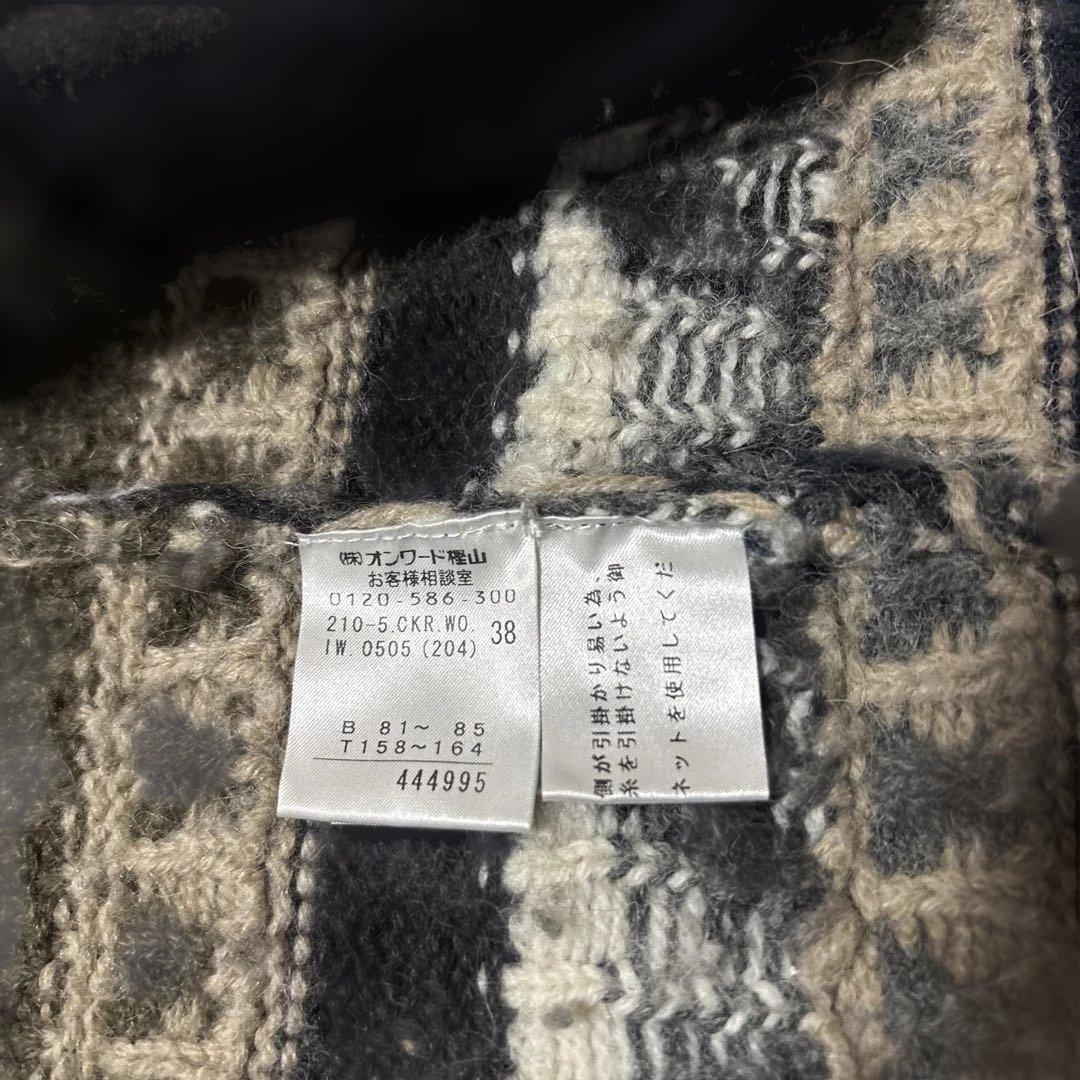 (株)オンワード樫山
お客様相談室
0120-586-300
210-5.CKR.WO.
38
IW.0505(204)
B 81～ 85
T158～164
444995
側が引掛かり易い為、
糸を引掛けないよう御
ネットを使用してくだ